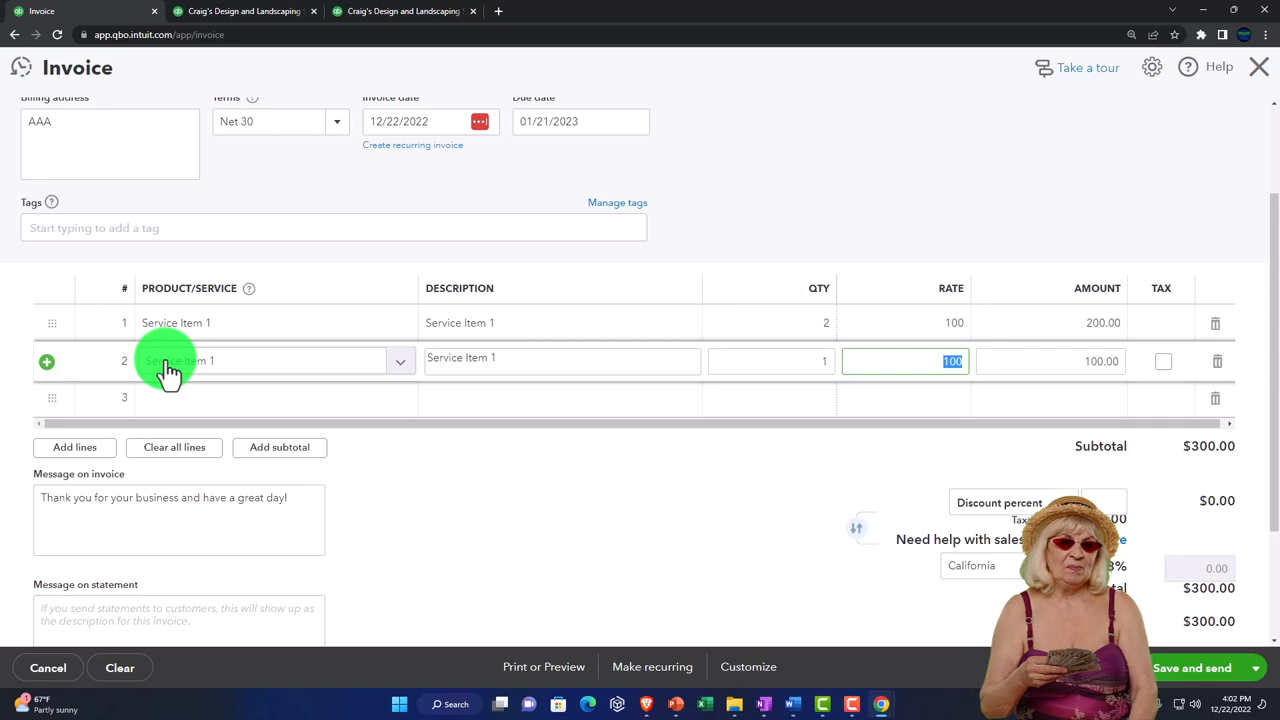 Invoice
Craig's Design and Landscaping S
Craig's Design and Landscaping S
app.qbo.intuit.com/app/invoice
Invoice
Take a tour
Help
Billing address
Terms
Invoice date
Due date
AAA
Net 30
12/22/2022
01/21/2023
Create recurring invoice
Tags
Manage tags
Start typing to add a tag
# PRODUCT/SERVICE DESCRIPTION QTY RATE AMOUNT TAX
1 Service Item 1 Service Item 1 2 100 200.00
2 Service Item 1 Service Item 1 1 100 100.00
3
Add lines
Clear all lines
Add subtotal
Subtotal $300.00
Message on invoice
Thank you for your business and have a great day!
Discount percent
$0.00
Need help with sales
California
0.00
$300.00
$300.00
Message on statement
If you send statements to customers, this will show up as
the description for this invoice.
Cancel
Clear
Print or Preview
Make recurring
Customize
Save and send
67°F
Partly sunny
Search
4:02 PM
12/22/2022